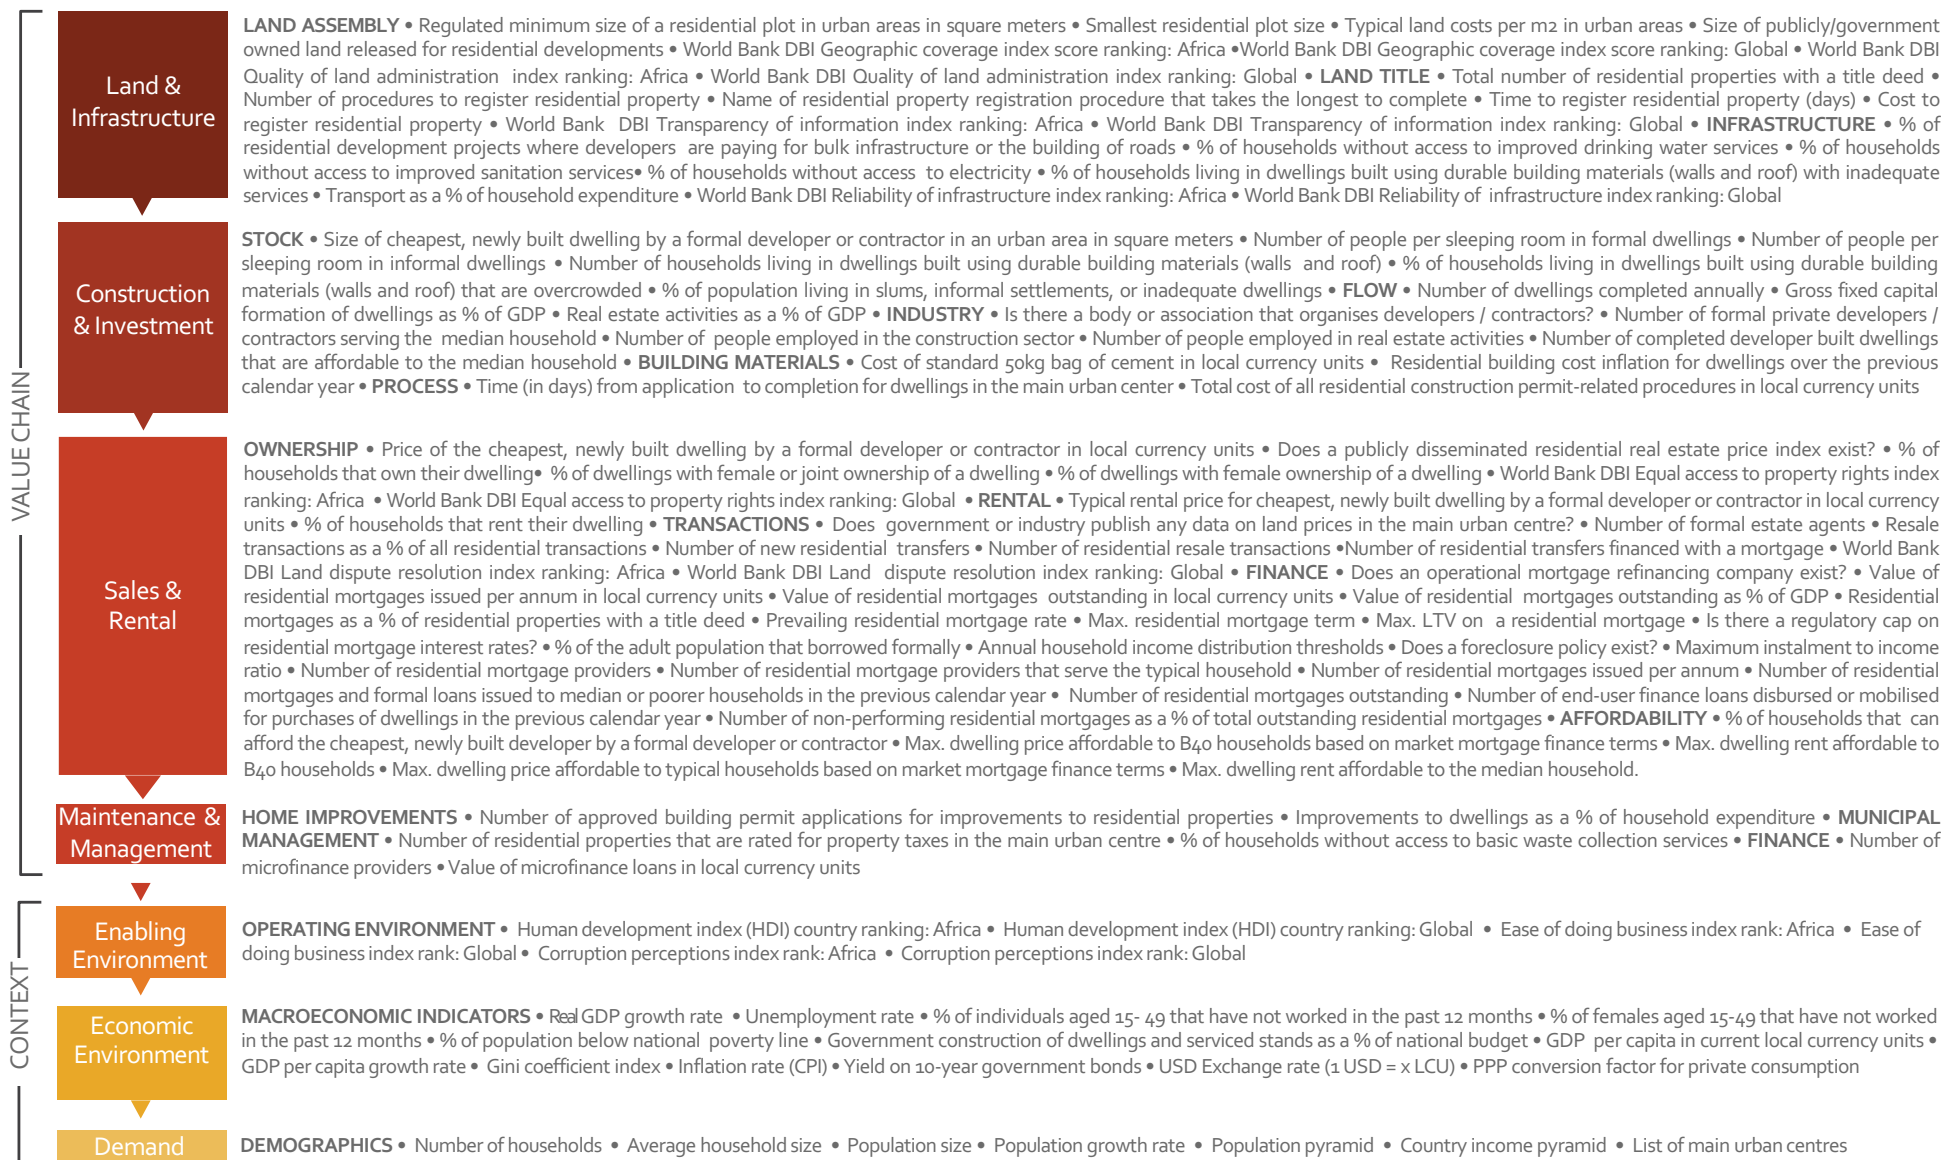 VALUE CHAIN
Land &
Infrastructure
LAND ASSEMBLY • Regulated minimum size of a residential plot in urban areas in square meters • Smallest residential plot size • Typical land costs per m2 in urban areas • Size of publicly/government
owned land released for residential developments • World Bank DBI Geographic coverage index score ranking: Africa •World Bank DBI Geographic coverage index score ranking: Global • World Bank DBI
Quality of land administration index ranking: Africa • World Bank DBI Quality of land administration index ranking: Global • LAND TITLE • Total number of residential properties with a title deed •
Number of procedures to register residential property • Name of residential property registration procedure that takes the longest to complete • Time to register residential property (days) • Cost to
register residential property • World Bank DBI Transparency of information index ranking: Africa • World Bank DBI Transparency of information index ranking: Global • INFRASTRUCTURE • % of
residential development projects where developers are paying for bulk infrastructure or the building of roads • % of households without access to improved drinking water services • % of households
without access to improved sanitation services• % of households without access to electricity • % of households living in dwellings built using durable building materials (walls and roof) with inadequate
services • Transport as a % of household expenditure • World Bank DBI Reliability of infrastructure index ranking: Africa • World Bank DBI Reliability of infrastructure index ranking: Global
Construction
& Investment
STOCK • Size of cheapest, newly built dwelling by a formal developer or contractor in an urban area in square meters • Number of people per sleeping room in formal dwellings • Number of people per
sleeping room in informal dwellings • Number of households living in dwellings built using durable building materials (walls and roof) • % of households living in dwellings built using durable building
materials (walls and roof) that are overcrowded • % of population living in slums, informal settlements, or inadequate dwellings • FLOW • Number of dwellings completed annually • Gross fixed capital
formation of dwellings as % of GDP • Real estate activities as a % of GDP • INDUSTRY • Is there a body or association that organises developers / contractors? • Number of formal private developers /
contractors serving the median household • Number of people employed in the construction sector • Number of people employed in real estate activities • Number of completed developer built dwellings
that are affordable to the median household • BUILDING MATERIALS • Cost of standard 50kg bag of cement in local currency units • Residential building cost inflation for dwellings over the previous
calendar year • PROCESS • Time (in days) from application to completion for dwellings in the main urban center • Total cost of all residential construction permit-related procedures in local currency units
Sales &
Rental
OWNERSHIP • Price of the cheapest, newly built dwelling by a formal developer or contractor in local currency units • Does a publicly disseminated residential real estate price index exist? • % of
households that own their dwelling• % of dwellings with female or joint ownership of a dwelling • % of dwellings with female ownership of a dwelling • World Bank DBI Equal access to property rights index
ranking: Africa • World Bank DBI Equal access to property rights index ranking: Global • RENTAL • Typical rental price for cheapest, newly built dwelling by a formal developer or contractor in local currency
units • % of households that rent their dwelling • TRANSACTIONS • Does government or industry publish any data on land prices in the main urban centre? • Number of formal estate agents • Resale
transactions as a % of all residential transactions • Number of new residential transfers • Number of residential resale transactions •Number of residential transfers financed with a mortgage • World Bank
DBI Land dispute resolution index ranking: Africa • World Bank DBI Land dispute resolution index ranking: Global • FINANCE • Does an operational mortgage refinancing company exist? • Value of
residential mortgages issued per annum in local currency units • Value of residential mortgages outstanding in local currency units • Value of residential mortgages outstanding as % of GDP • Residential
mortgages as a % of residential properties with a title deed • Prevailing residential mortgage rate • Max. residential mortgage term • Max. LTV on a residential mortgage • Is there a regulatory cap on
residential mortgage interest rates? • % of the adult population that borrowed formally • Annual household income distribution thresholds • Does a foreclosure policy exist? • Maximum instalment to income
ratio • Number of residential mortgage providers • Number of residential mortgage providers that serve the typical household • Number of residential mortgages issued per annum • Number of residential
mortgages and formal loans issued to median or poorer households in the previous calendar year • Number of residential mortgages outstanding • Number of end-user finance loans disbursed or mobilised
for purchases of dwellings in the previous calendar year • Number of non-performing residential mortgages as a % of total outstanding residential mortgages • AFFORDABILITY • % of households that can
afford the cheapest, newly built developer by a formal developer or contractor • Max. dwelling price affordable to B40 households based on market mortgage finance terms • Max. dwelling rent affordable to
B40 households • Max. dwelling price affordable to typical households based on market mortgage finance terms • Max. dwelling rent affordable to the median household.
Maintenance &
Management
HOME IMPROVEMENTS • Number of approved building permit applications for improvements to residential properties • Improvements to dwellings as a % of household expenditure • MUNICIPAL
MANAGEMENT • Number of residential properties that are rated for property taxes in the main urban centre • % of households without access to basic waste collection services • FINANCE • Number of
microfinance providers • Value of microfinance loans in local currency units
CONTEXT
Enabling
Environment
OPERATING ENVIRONMENT • Human development index (HDI) country ranking: Africa • Human development index (HDI) country ranking: Global • Ease of doing business index rank: Africa • Ease of
doing business index rank: Global • Corruption perceptions index rank: Africa • Corruption perceptions index rank: Global
Economic
Environment
MACROECONOMIC INDICATORS • Real GDP growth rate • Unemployment rate • % of individuals aged 15- 49 that have not worked in the past 12 months • % of females aged 15-49 that have not worked
in the past 12 months • % of population below national poverty line • Government construction of dwellings and serviced stands as a % of national budget • GDP per capita in current local currency units •
GDP per capita growth rate • Gini coefficient index • Inflation rate (CPI) • Yield on 10-year government bonds • USD Exchange rate (1 USD = x LCU) • PPP conversion factor for private consumption
Demand
DEMOGRAPHICS • Number of households • Average household size • Population size • Population growth rate • Population pyramid • Country income pyramid • List of main urban centres